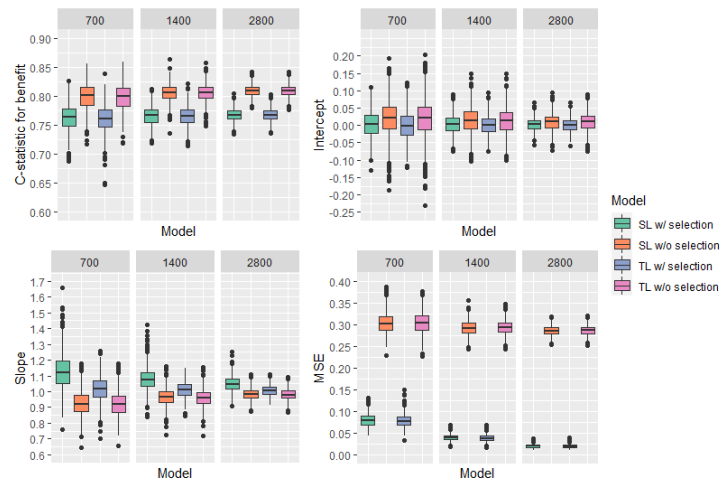 700 1400 2800
C-statistic for benefit
0.90
0.85
0.80
0.75
0.70
0.65
0.60
Model
700 1400 2800
Intercept
0.20
0.15
0.10
0.05
0.00
-0.05
-0.10
-0.15
-0.20
-0.25
Model
700 1400 2800
Slope
1.7
1.6
1.5
1.4
1.3
1.2
1.1
1.0
0.9
0.8
0.7
0.6
Model
700 1400 2800
MSE
0.40
0.35
0.30
0.25
0.20
0.15
0.10
0.05
0.00
Model
Model
SL w/ selection
SL w/o selection
TL w/ selection
TL w/o selection